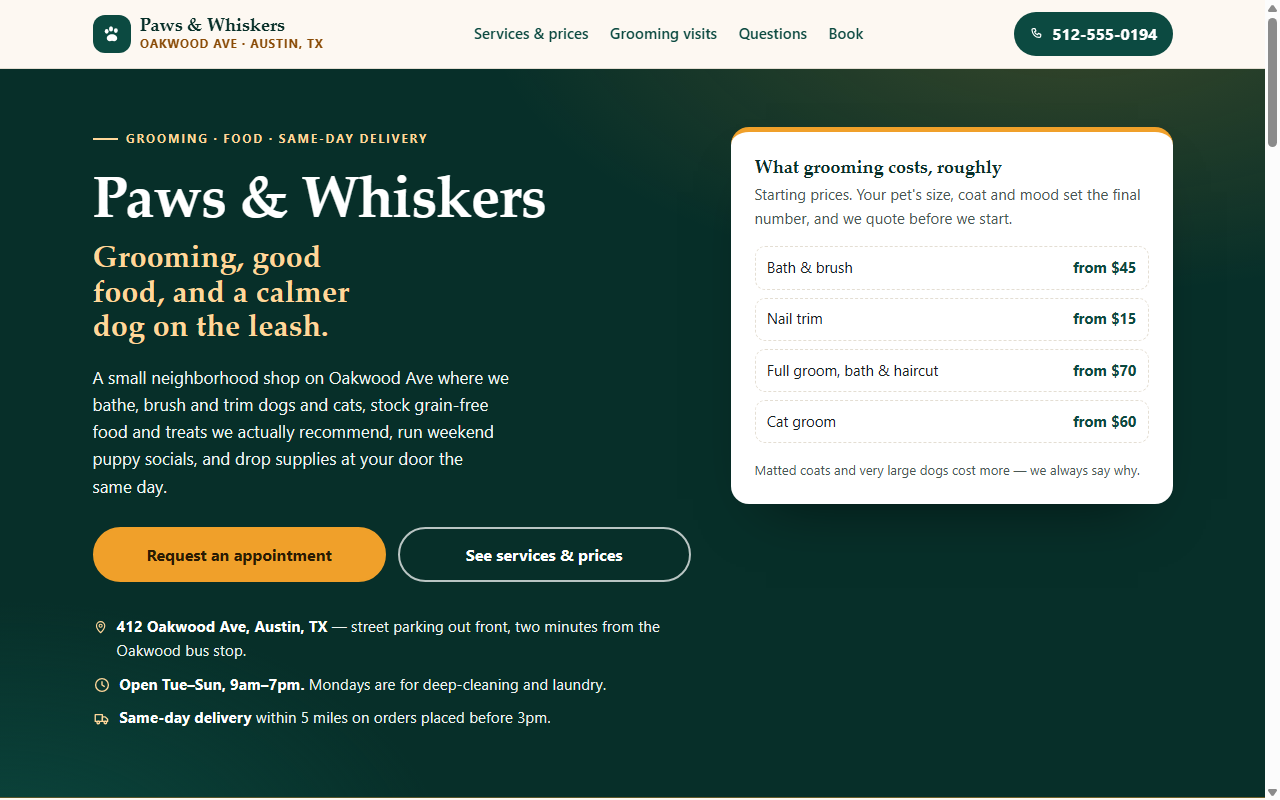 Paws & Whiskers
OAKWOOD AVE · AUSTIN, TX
Services & prices
Grooming visits
Questions
Book
512-555-0194
GROOMING · FOOD · SAME-DAY DELIVERY
Paws & Whiskers
Grooming, good
food, and a calmer
dog on the leash.
A small neighborhood shop on Oakwood Ave where we
bathe, brush and trim dogs and cats, stock grain-free
food and treats we actually recommend, run weekend
puppy socials, and drop supplies at your door the
same day.
Request an appointment
See services & prices
412 Oakwood Ave, Austin, TX — street parking out front, two minutes from the
Oakwood bus stop.
Open Tue–Sun, 9am–7pm. Mondays are for deep-cleaning and laundry.
Same-day delivery within 5 miles on orders placed before 3pm.
What grooming costs, roughly
Starting prices. Your pet's size, coat and mood set the final
number, and we quote before we start.
Bath & brush from $45
Nail trim from $15
Full groom, bath & haircut from $70
Cat groom from $60
Matted coats and very large dogs cost more — we always say why.